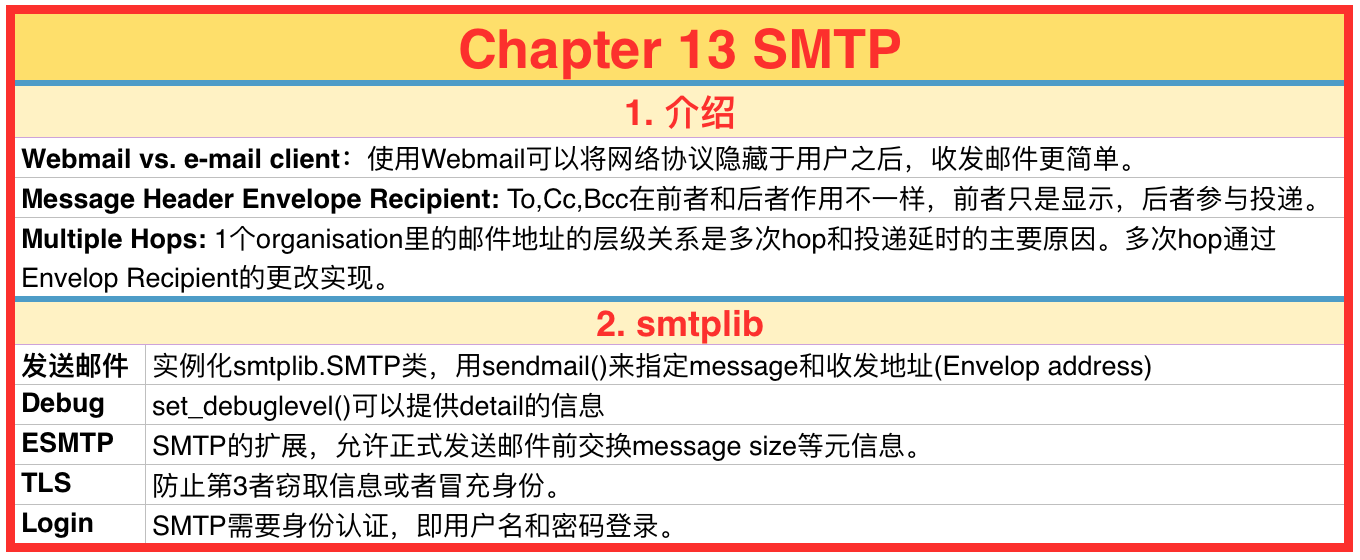 Chapter 13 SMTP
1. 介绍
Webmail vs. e-mail client：使用Webmail可以将网络协议隐藏于用户之后，收发邮件更简单。
Message Header Envelope Recipient: To,Cc,Bcc在前者和后者作用不一样，前者只是显示，后者参与投递。
Multiple Hops: 1个organisation里的邮件地址的层级关系是多次hop和投递延时的主要原因。多次hop通过
Envelop Recipient的更改实现。
2. smtplib
发送邮件 实例化smtplib.SMTP类，用sendmail()来指定message和收发地址(Envelop address)
Debug set_debuglevel()可以提供detail的信息
ESMTP SMTP的扩展，允许正式发送邮件前交换message size等元信息。
TLS 防止第3者窃取信息或者冒充身份。
Login SMTP需要身份认证，即用户名和密码登录。